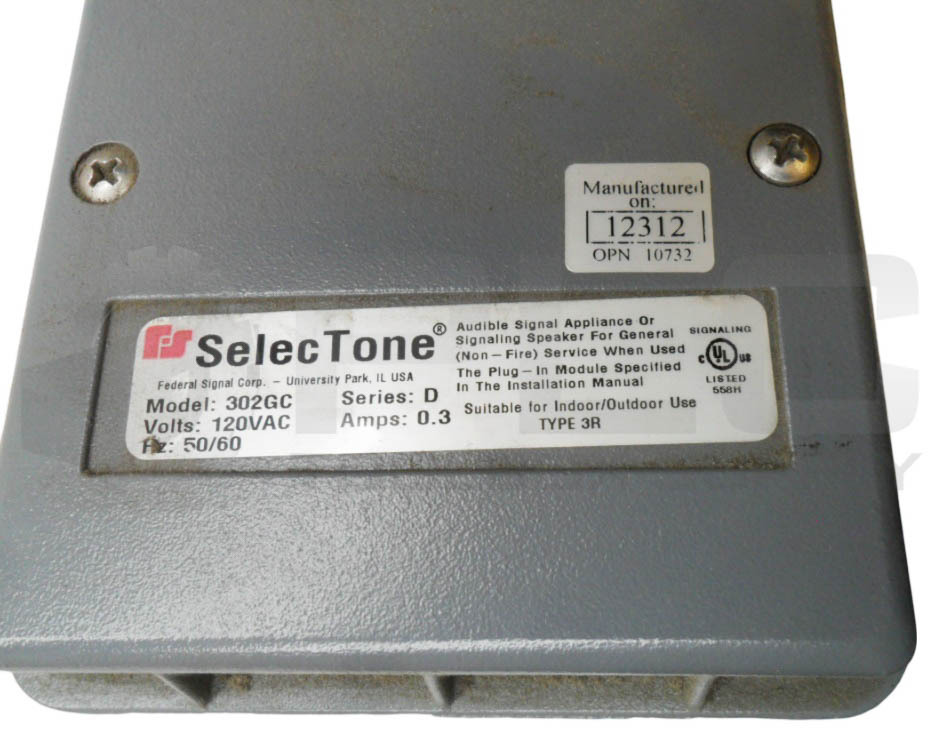 Manufactured
on:
12312
OPN 10732
SelecTone®
Federal Signal Corp. – University Park, IL USA
Model: 302GC Series: D
Volts: 120VAC Amps: 0.3
Hz: 50/60
Audible Signal Appliance Or
Signaling Speaker For General
(Non – Fire) Service When Used
The Plug – In Module Specified
In The Installation Manual
Suitable for Indoor/Outdoor Use
TYPE 3R
SIGNALING
C UL US
LISTED
558H